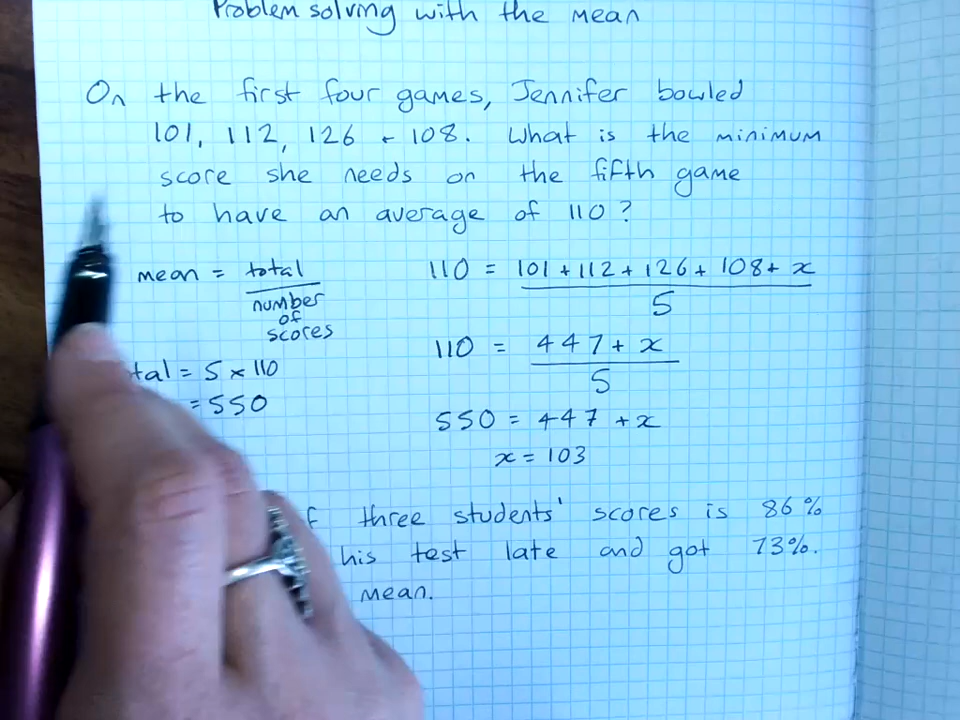 Problem solving with the mean
On the first four games, Jennifer bowled
101, 112, 126 + 108. What is the minimum
score she needs on the fifth game
to have an average of 110?
mean = total
number
of
scores
tal = 5 × 110
= 550
110 = 101 + 112 + 126 + 108 + x
5
110 = 447 + x
5
550 = 447 + x
x = 103
f three students' scores is 86%
his test late and got 73%.
mean.